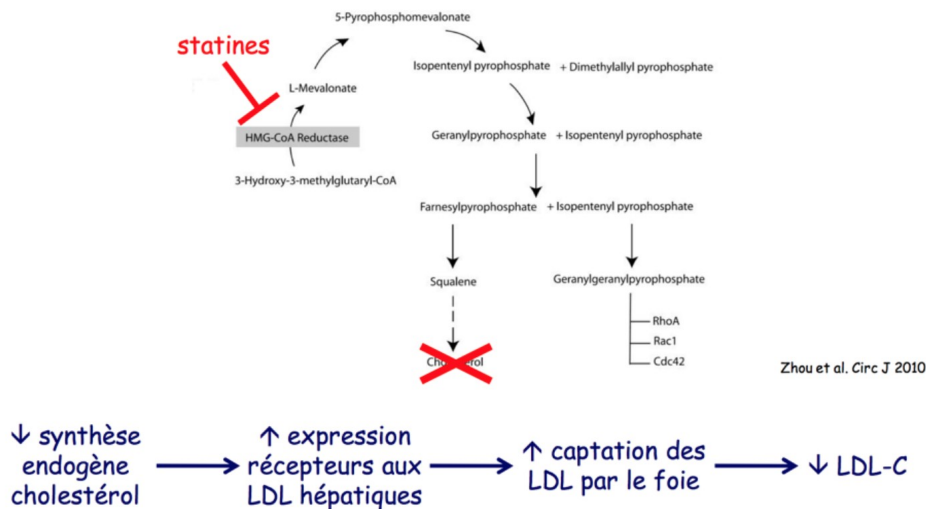 5-Pyrophosphomevalonate
statines
Isopentenyl pyrophosphate + Dimethylallyl pyrophosphate
L-Mevalonate
HMG-CoA Reductase
Geranylpyrophosphate + Isopentenyl pyrophosphate
3-Hydroxy-3-methylglutaryl-CoA
Farnesylpyrophosphate + Isopentenyl pyrophosphate
Squalene
Geranylgeranylpyrophosphate
RhoA
Rac1
Cholesterol
Cdc42
Zhou et al. Circ J 2010
↓ synthèse
endogène
cholestérol
↑ expression
récepteurs aux
LDL hépatiques
↑ captation des
LDL par le foie
↓ LDL-C